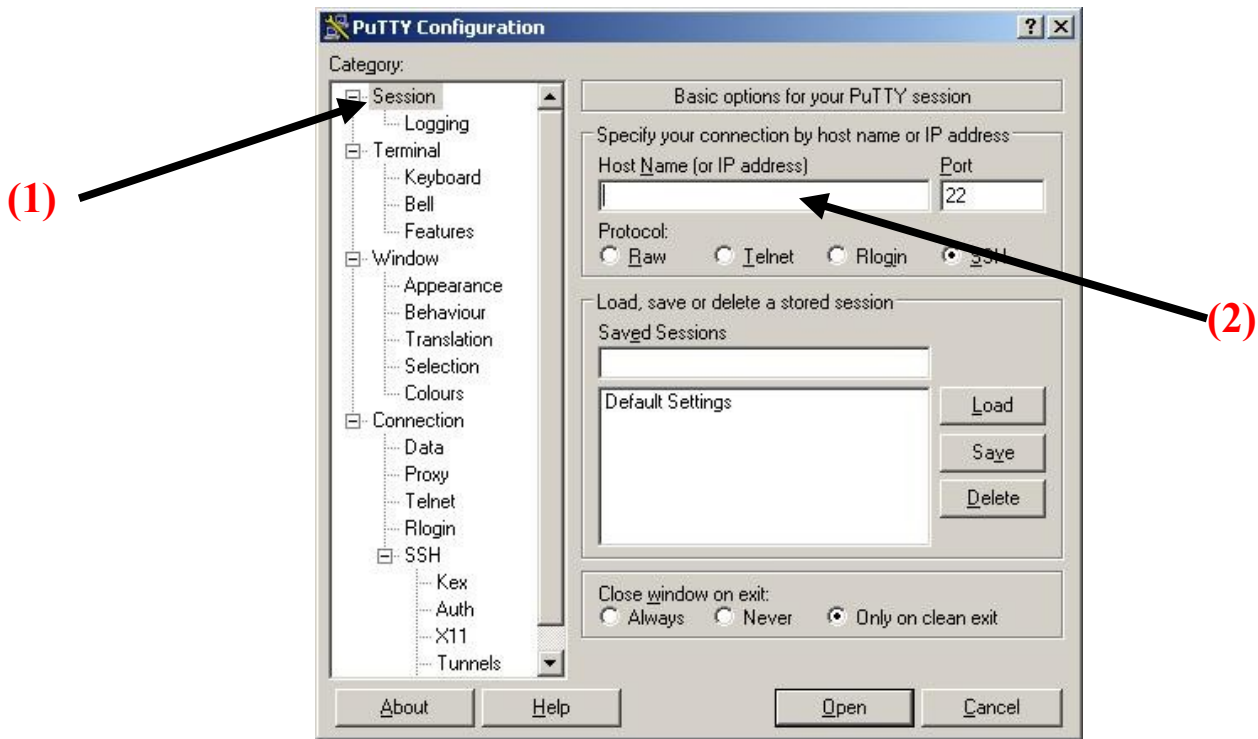 PuTTY Configuration
Category:
Session
Logging
Terminal
Keyboard
Bell
Features
Window
Appearance
Behaviour
Translation
Selection
Colours
Connection
Data
Proxy
Telnet
Rlogin
SSH
Kex
Auth
X11
Tunnels
Basic options for your PuTTY session
Specify your connection by host name or IP address
Host Name (or IP address) Port
22
Protocol:
Raw Telnet Rlogin SSH
Load, save or delete a stored session
Saved Sessions
Default Settings
Load
Save
Delete
Close window on exit:
Always Never Only on clean exit
About Help Open Cancel
(1)
(2)